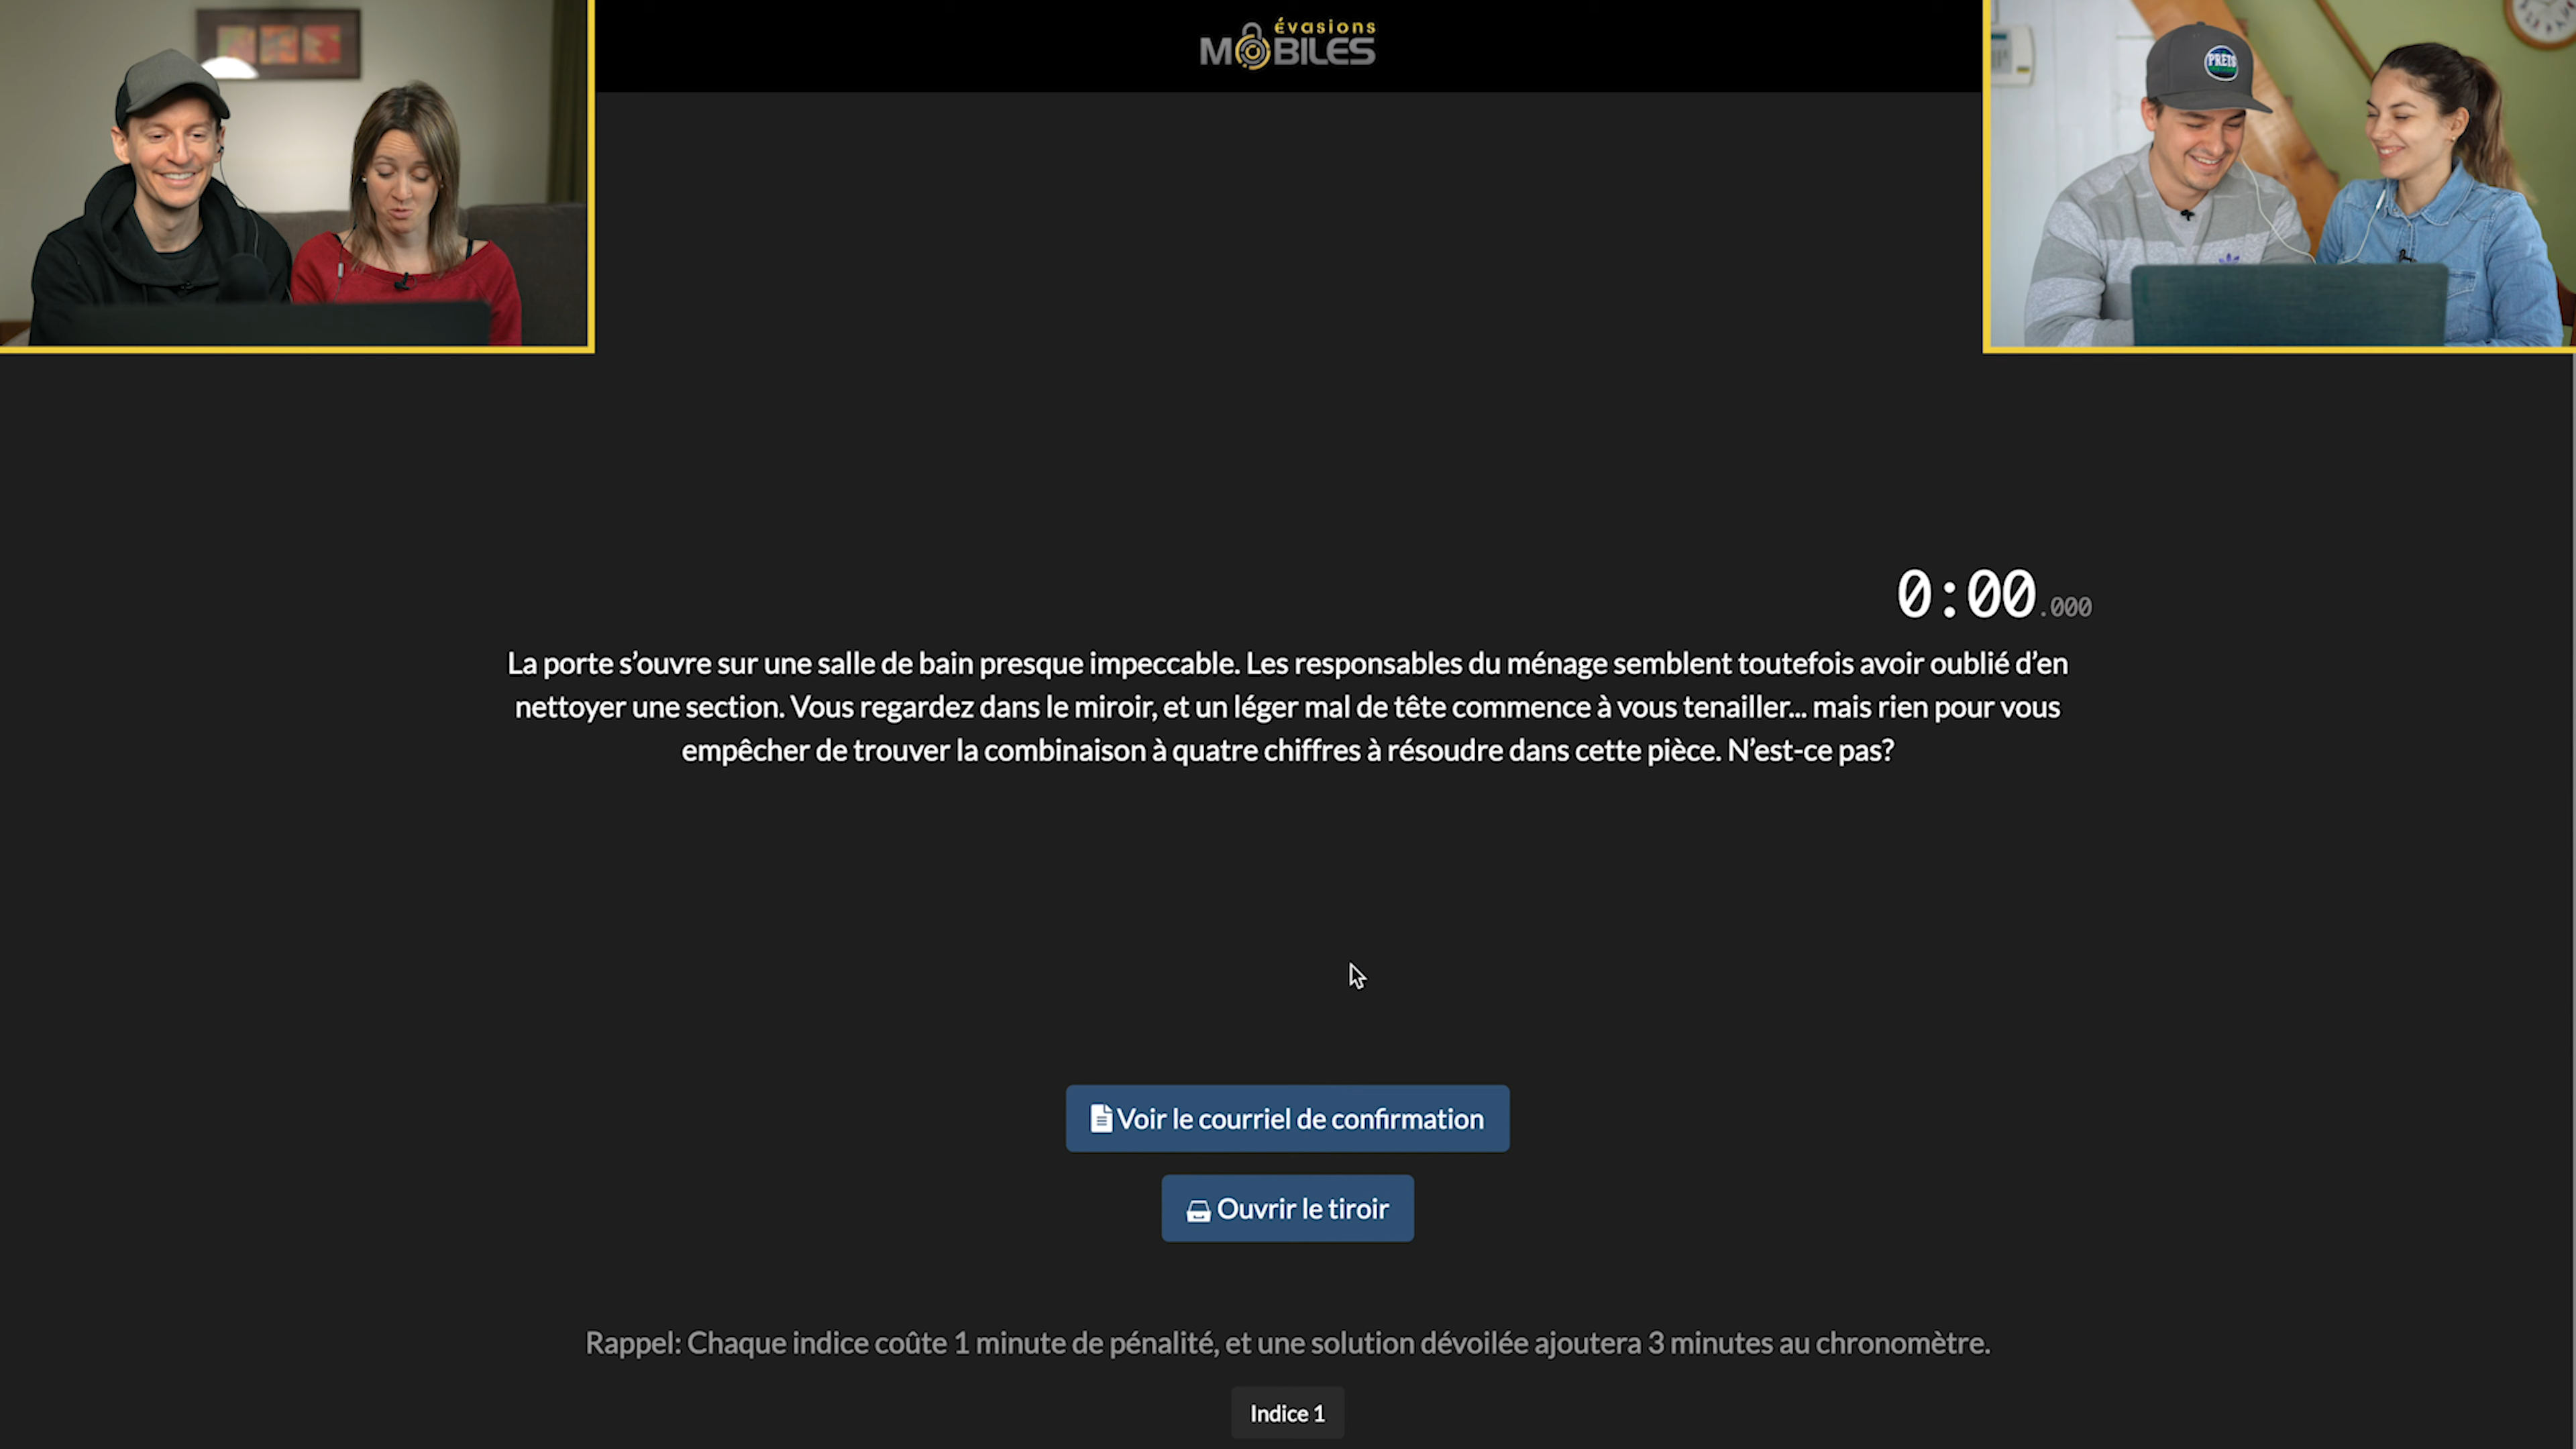 évasions
MOBILES
PRETS
0:00.000
La porte s’ouvre sur une salle de bain presque impeccable. Les responsables du ménage semblent toutefois avoir oublié d’en
nettoyer une section. Vous regardez dans le miroir, et un léger mal de tête commence à vous tenailler... mais rien pour vous
empêcher de trouver la combinaison à quatre chiffres à résoudre dans cette pièce. N’est-ce pas?
Voir le courriel de confirmation
Ouvrir le tiroir
Rappel: Chaque indice coûte 1 minute de pénalité, et une solution dévoilée ajoutera 3 minutes au chronomètre.
Indice 1